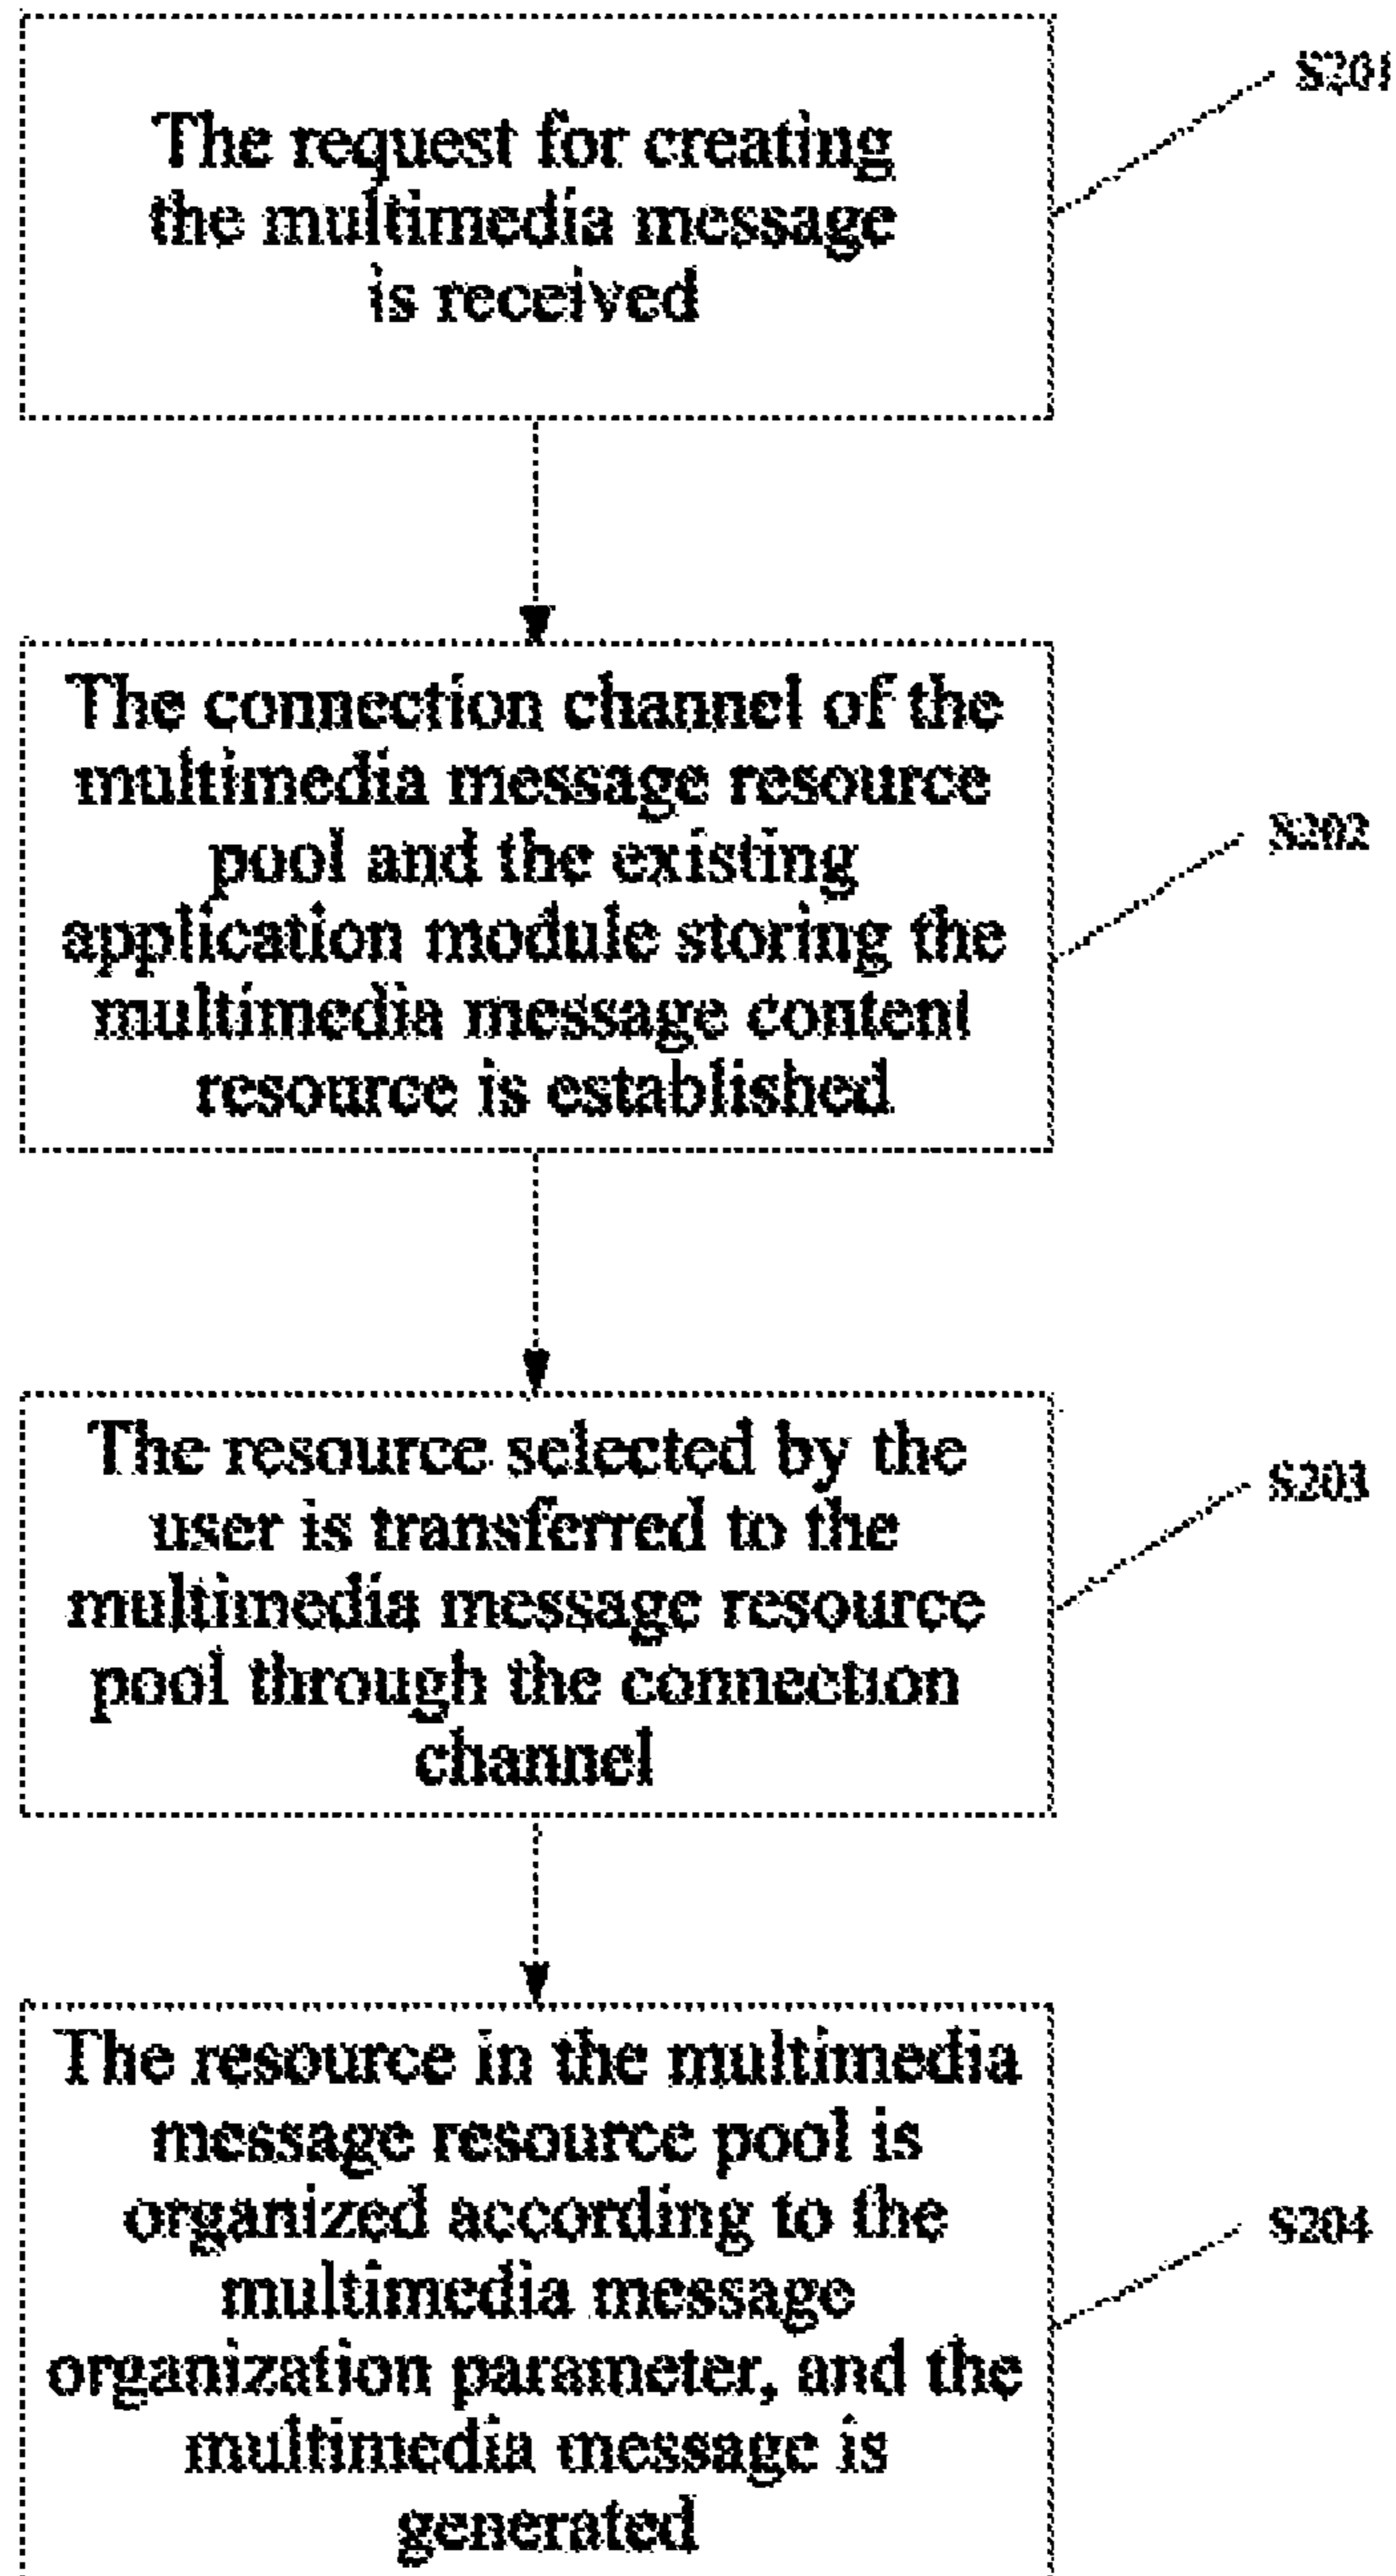 The request for creating
the multimedia message
is received
S201
The connection channel of the
multimedia message resource
pool and the existing
application module storing the
multimedia message content
resource is established
S202
The resource selected by the
user is transferred to the
multimedia message resource
pool through the connection
channel
S203
The resource in the multimedia
message resource pool is
organized according to the
multimedia message
organization parameter, and the
multimedia message is
generated
S204